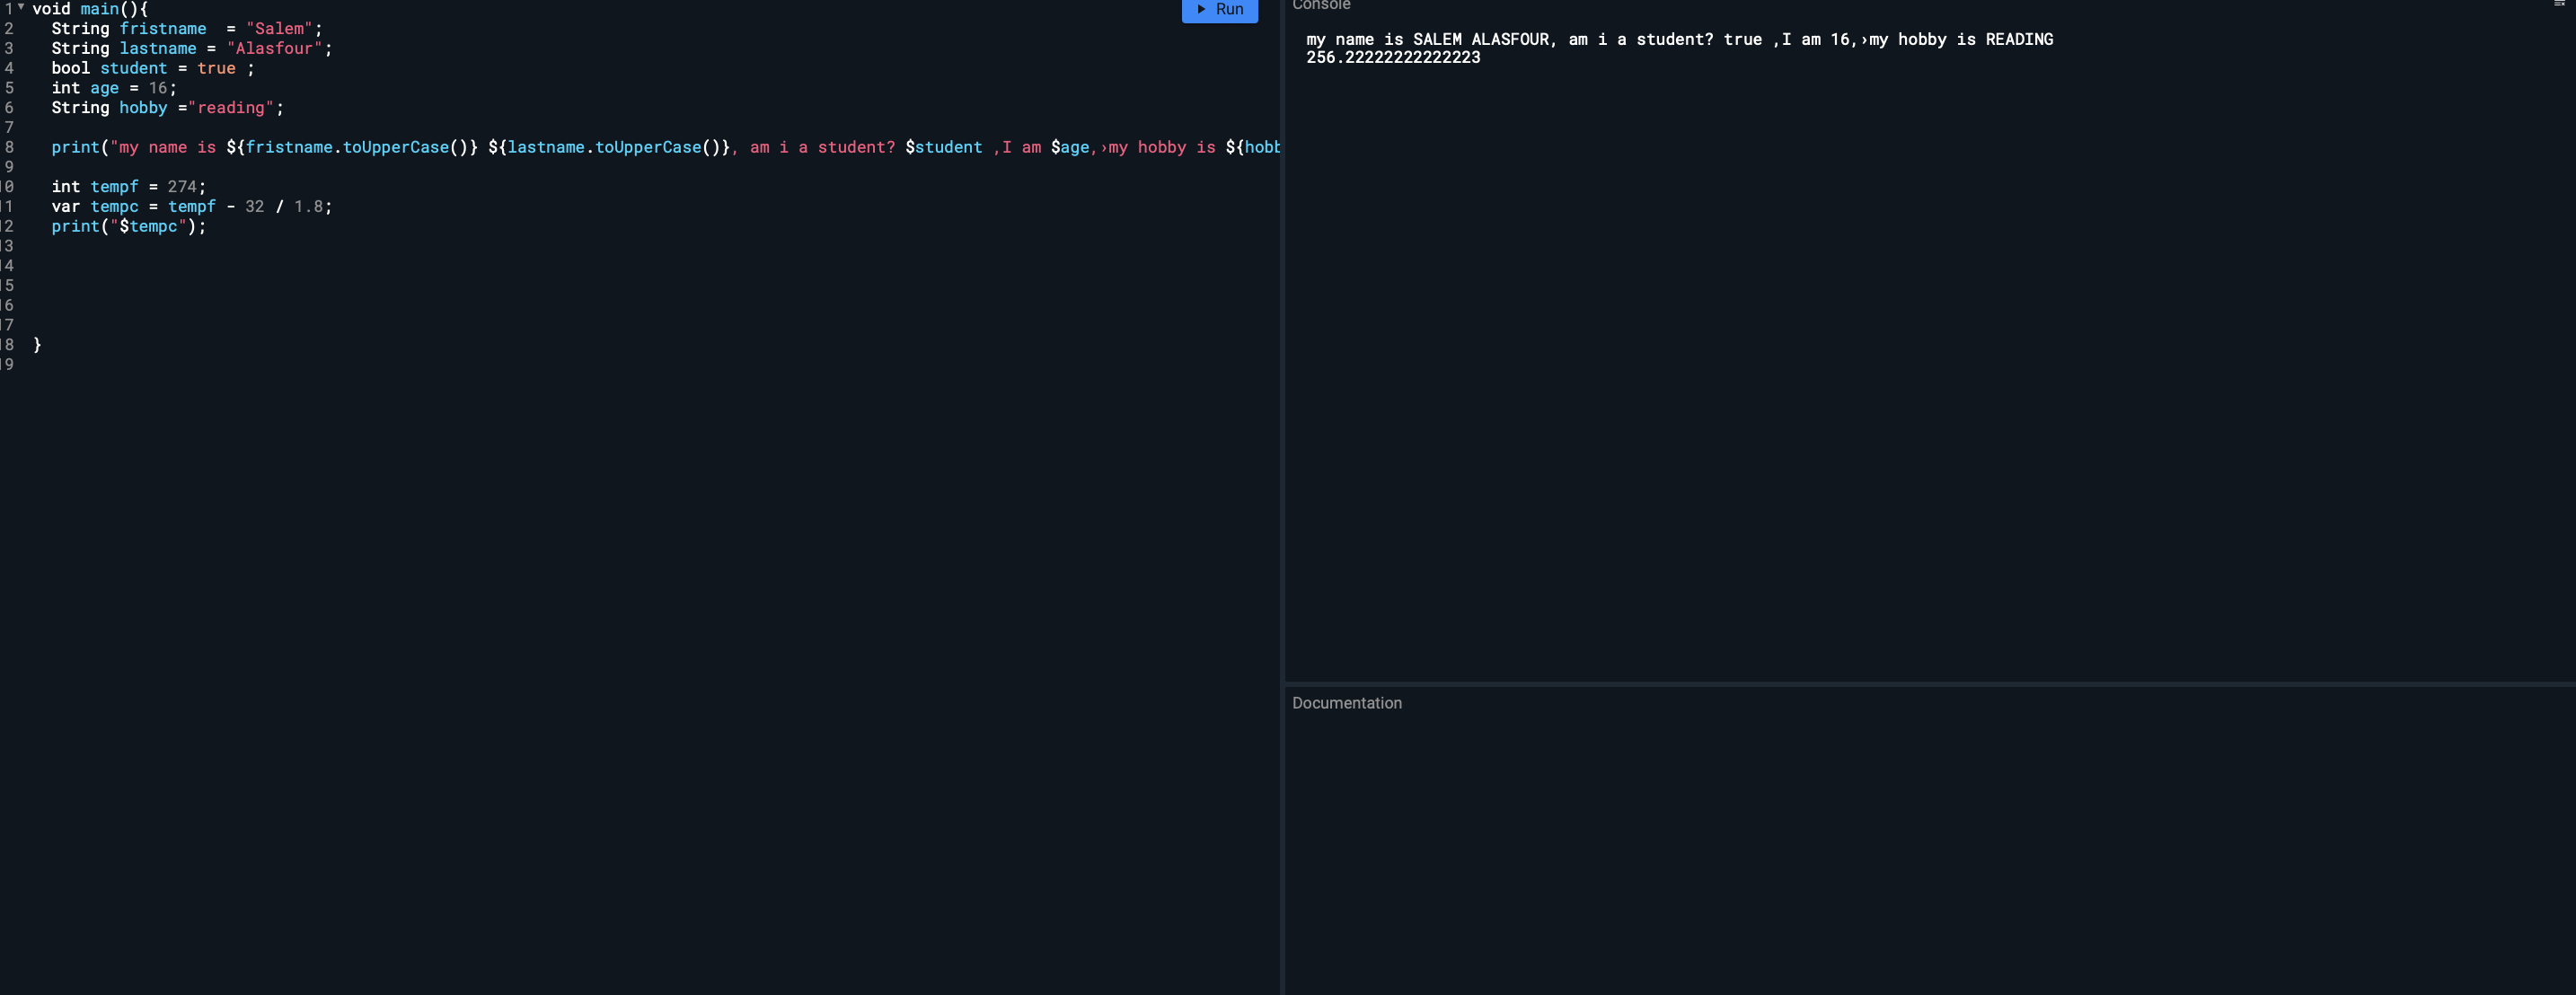 1 void main(){
Run
2 String fristname  = "Salem";
3 String lastname = "Alasfour";
4 bool student = true ;
5 int age = 16;
6 String hobby ="reading";
7
8 print("my name is ${fristname.toUpperCase()} ${lastname.toUpperCase()}, am i a student? $student ,I am $age,›my hobby is ${hobb
9
10 int tempf = 274;
11 var tempc = tempf - 32 / 1.8;
12 print("$tempc");
13
14
15
16
17
18 }
19
Console
my name is SALEM ALASFOUR, am i a student? true ,I am 16,›my hobby is READING
256.22222222222223
Documentation